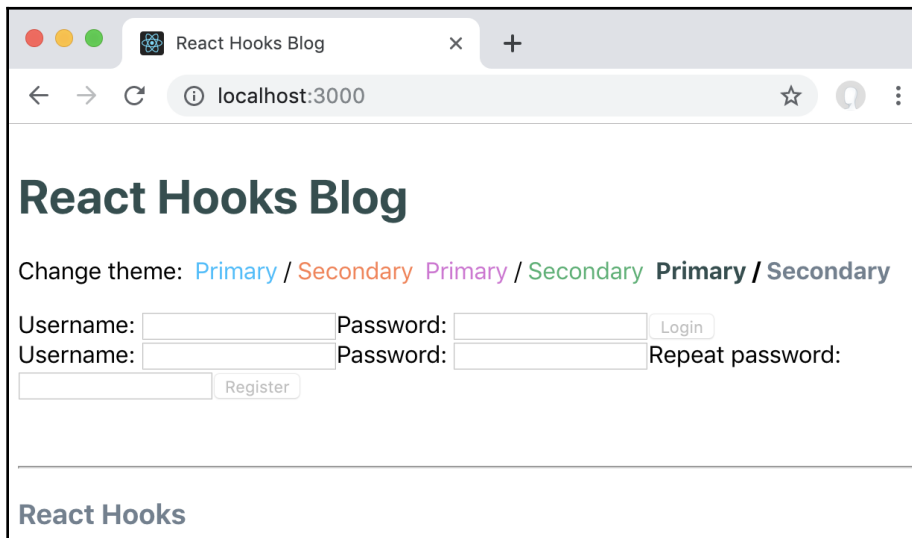 React Hooks Blog
localhost:3000
React Hooks Blog
Change theme: Primary / Secondary Primary / Secondary Primary / Secondary
Username: Password: Login
Username: Password: Repeat password:
Register
React Hooks